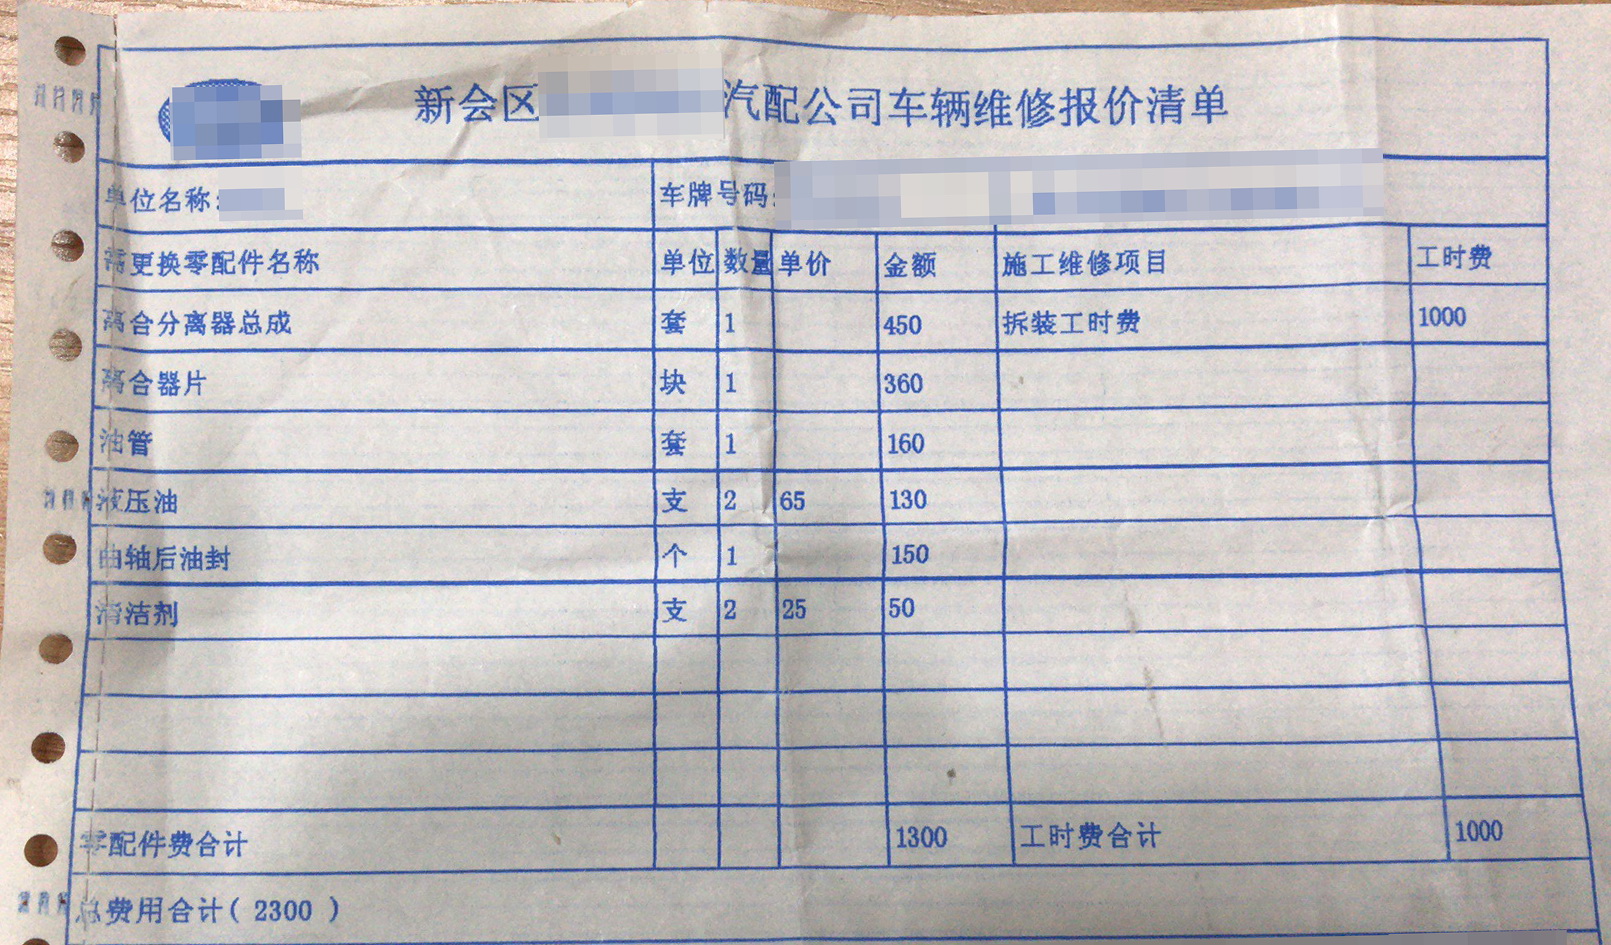 新会区 汽配公司车辆维修报价清单
单位名称: 车牌号码:
需更换零配件名称 单位 数量 单价 金额 施工维修项目 工时费
离合分离器总成 套 1 450 拆装工时费 1000
离合器片 块 1 360
油管 套 1 160
液压油 支 2 65 130
曲轴后油封 个 1 150
清洁剂 支 2 25 50
零配件费合计 1300 工时费合计 1000
总费用合计( 2300 )